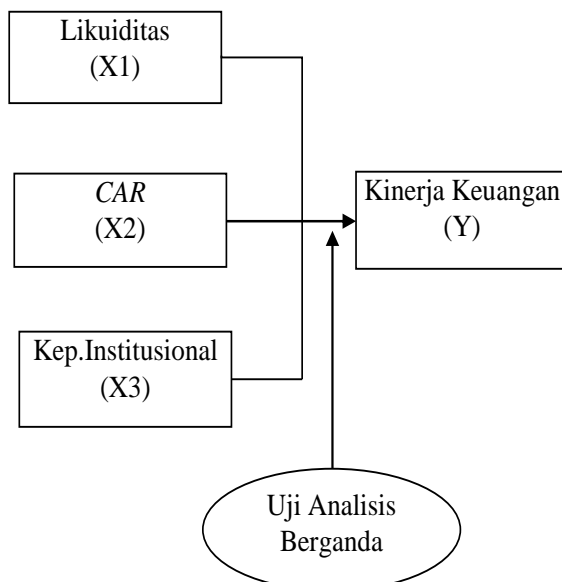 Likuiditas
(X1)
CAR
(X2)
Kinerja Keuangan
(Y)
Kep.Institusional
(X3)
Uji Analisis
Berganda